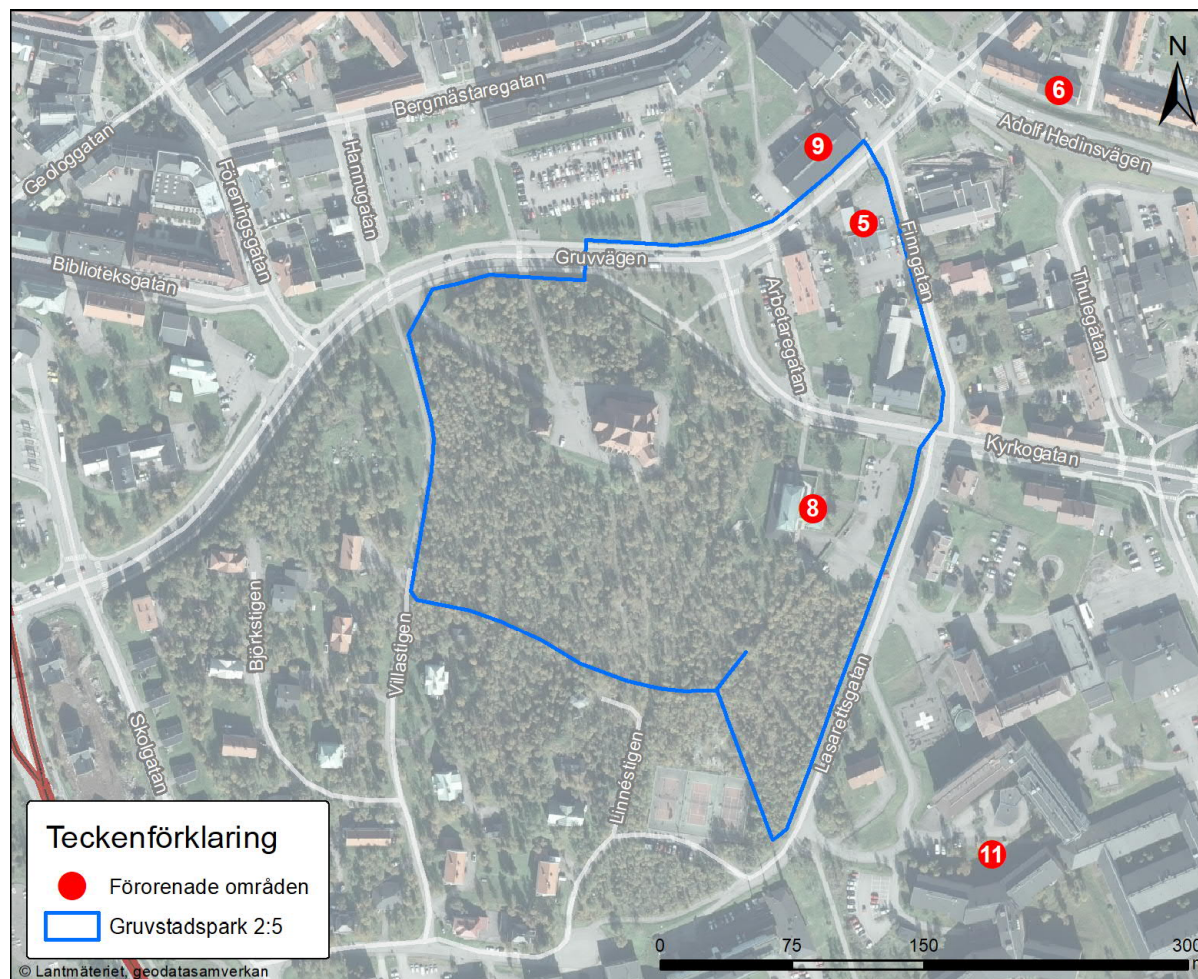 N
6
Adolf Hedinsvägen
Bergmästaregatan
Geologgatan
Föreningsgatan
Hannugatan
9
5
Finngatan
Gruvvägen
Biblioteksgatan
Arbetaregatan
Thulegatan
Kyrkogatan
8
Björkstigen
Villastigen
Skolgatan
Linnéstigen
Lasarettsgatan
11
Teckenförklaring
Förorenade områden
Gruvstadspark 2:5
0 75 150 300
© Lantmäteriet, geodatasamverkan